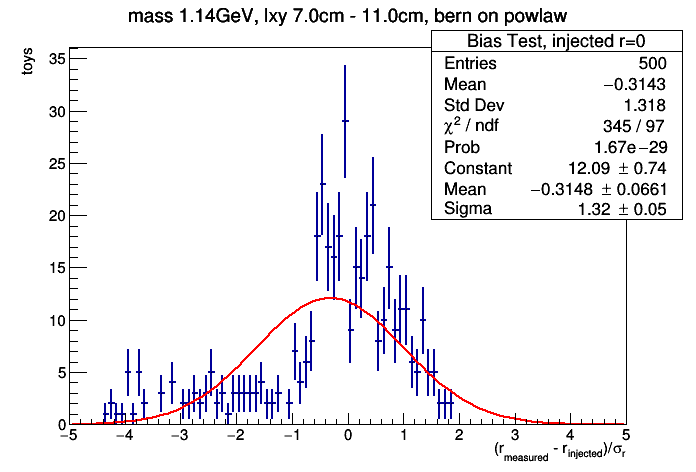 mass 1.14GeV, lxy 7.0cm - 11.0cm, bern on powlaw
toys
Bias Test, injected r=0
Entries 500
Mean −0.3143
Std Dev 1.318
χ² / ndf 345 / 97
Prob 1.67e−29
Constant 12.09 ± 0.74
Mean −0.3148 ± 0.0661
Sigma 1.32 ± 0.05
35
30
25
20
15
10
5
0
−5 −4 −3 −2 −1 0 1 2 3 4 5
(r_measured - r_injected)/σ_r